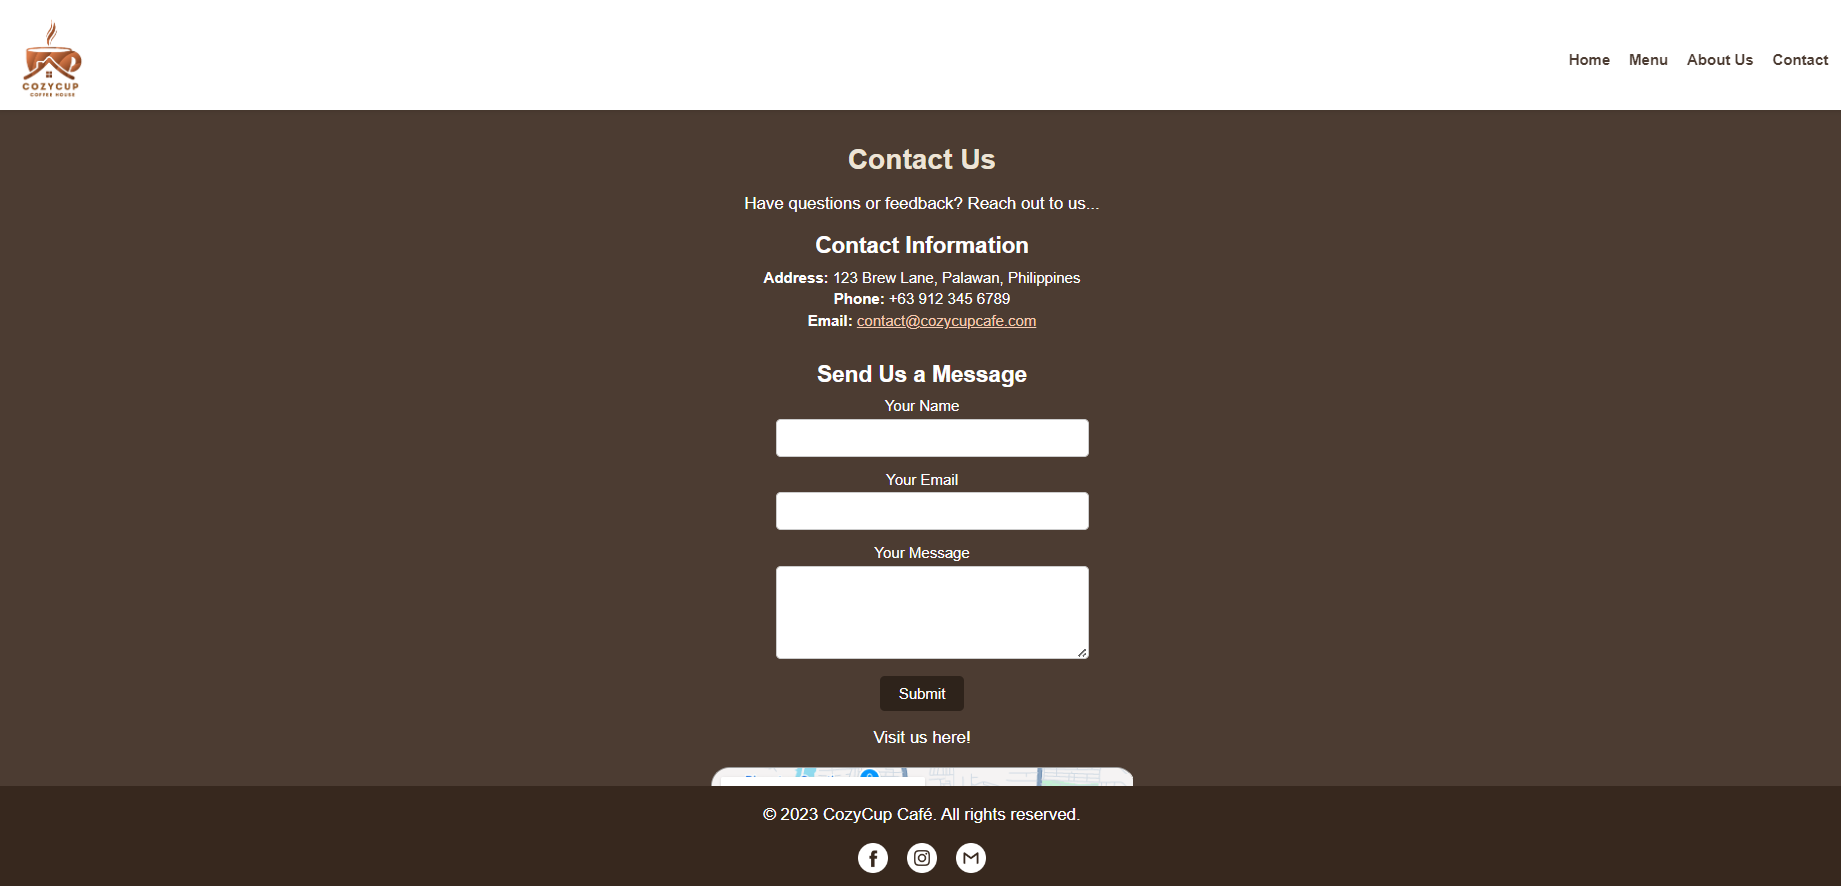 COZYCUP
COFFEE HOUSE
Home Menu About Us Contact
Contact Us
Have questions or feedback? Reach out to us...
Contact Information
Address: 123 Brew Lane, Palawan, Philippines
Phone: +63 912 345 6789
Email: contact@cozycupcafe.com
Send Us a Message
Your Name
Your Email
Your Message
Submit
Visit us here!
© 2023 CozyCup Café. All rights reserved.